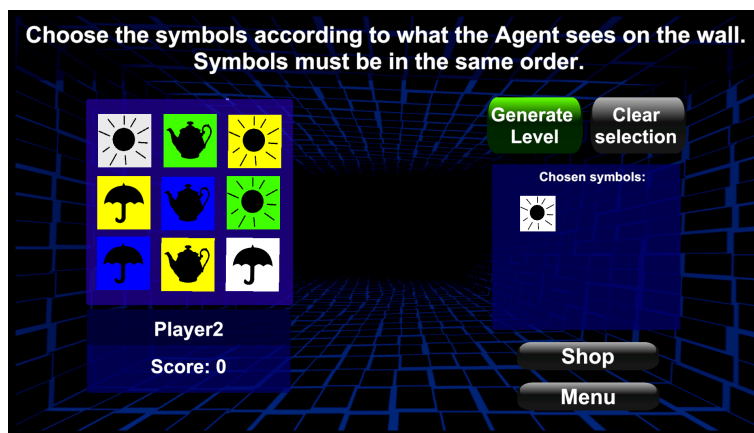 Choose the symbols according to what the Agent sees on the wall.
Symbols must be in the same order.
Generate
Level
Clear
selection
Chosen symbols:
Player2
Score: 0
Shop
Menu